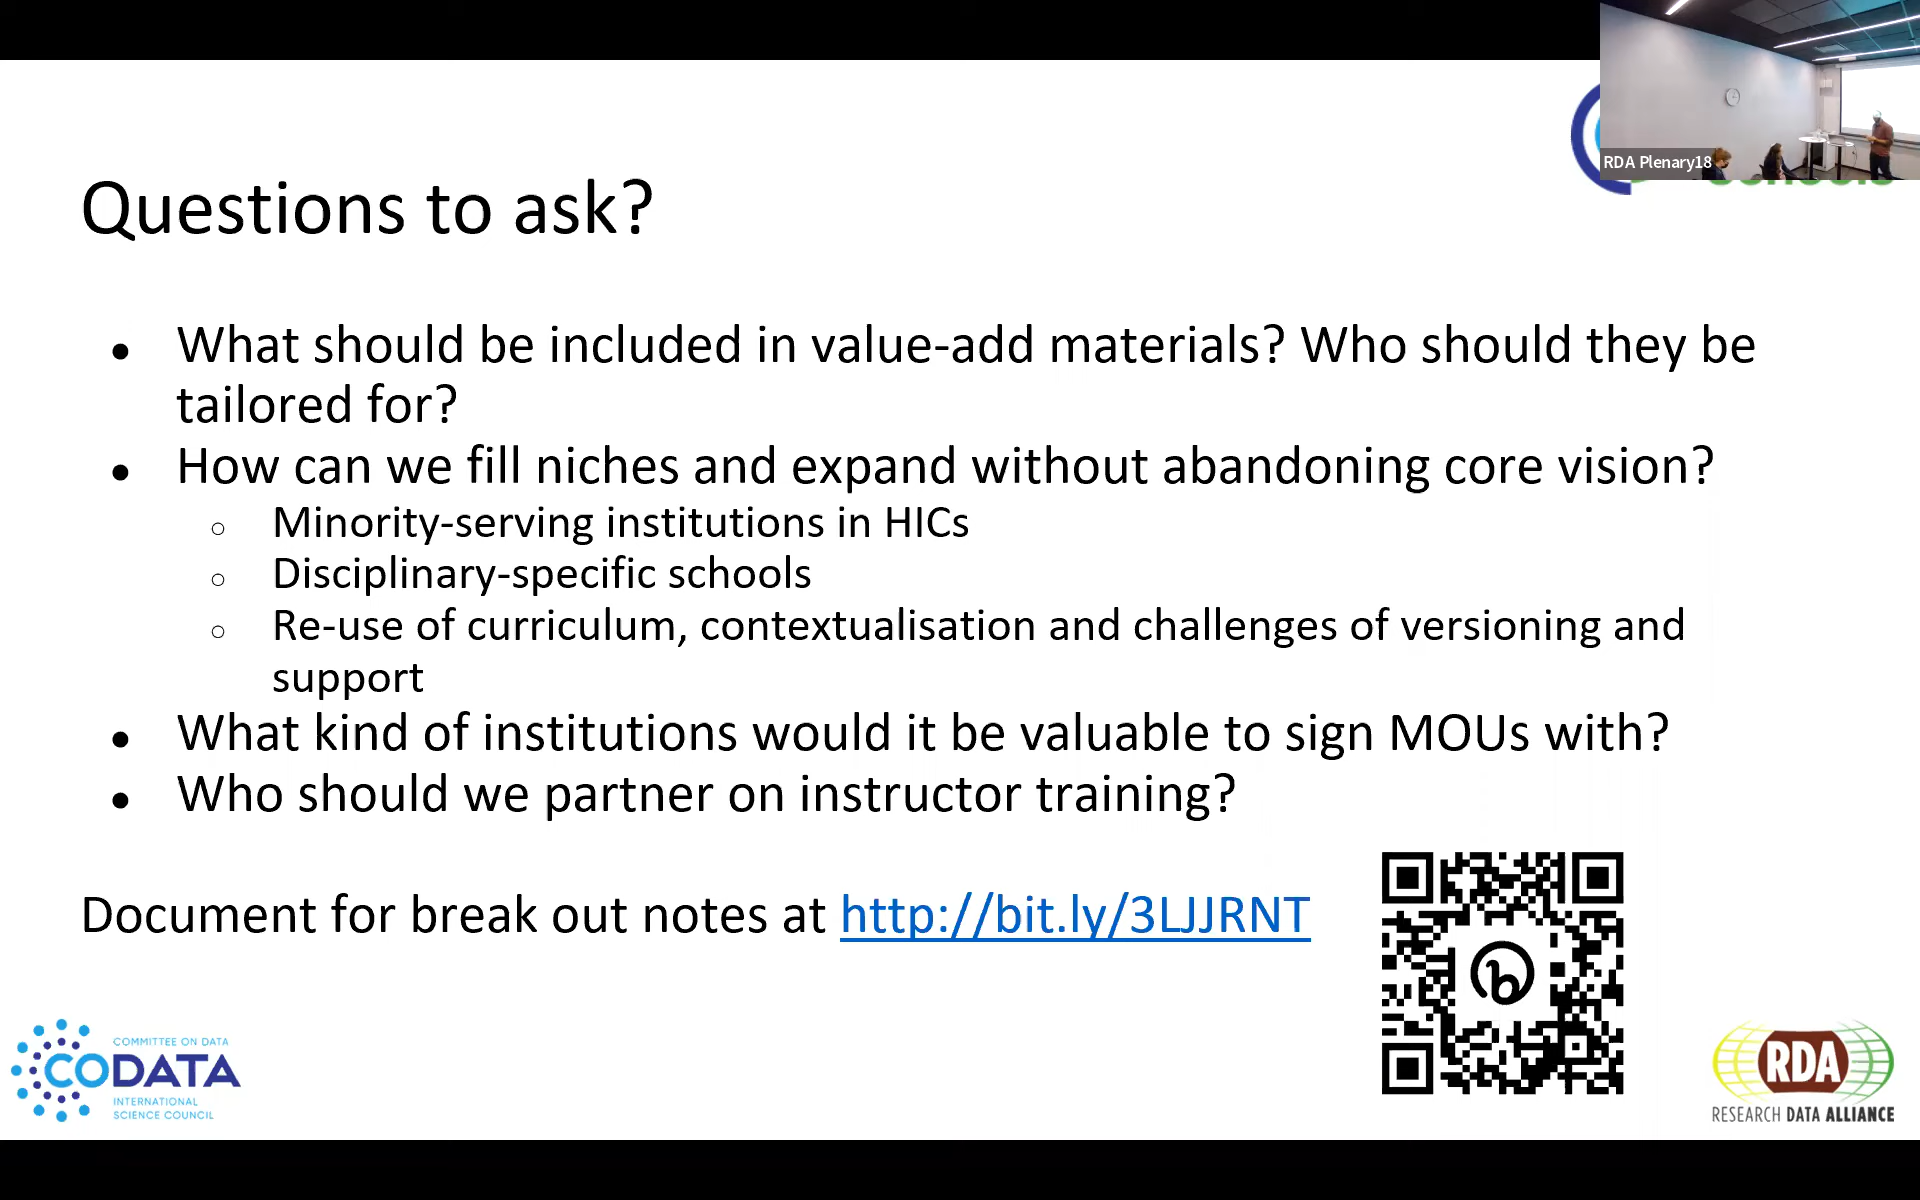 RDA Plenary18
Questions to ask?
● What should be included in value-add materials? Who should they be
tailored for?
● How can we fill niches and expand without abandoning core vision?
○ Minority-serving institutions in HICs
○ Disciplinary-specific schools
○ Re-use of curriculum, contextualisation and challenges of versioning and
support
● What kind of institutions would it be valuable to sign MOUs with?
● Who should we partner on instructor training?
Document for break out notes at http://bit.ly/3LJJRNT
COMMITTEE ON DATA
CODATA
INTERNATIONAL
SCIENCE COUNCIL
RDA
RESEARCH DATA ALLIANCE